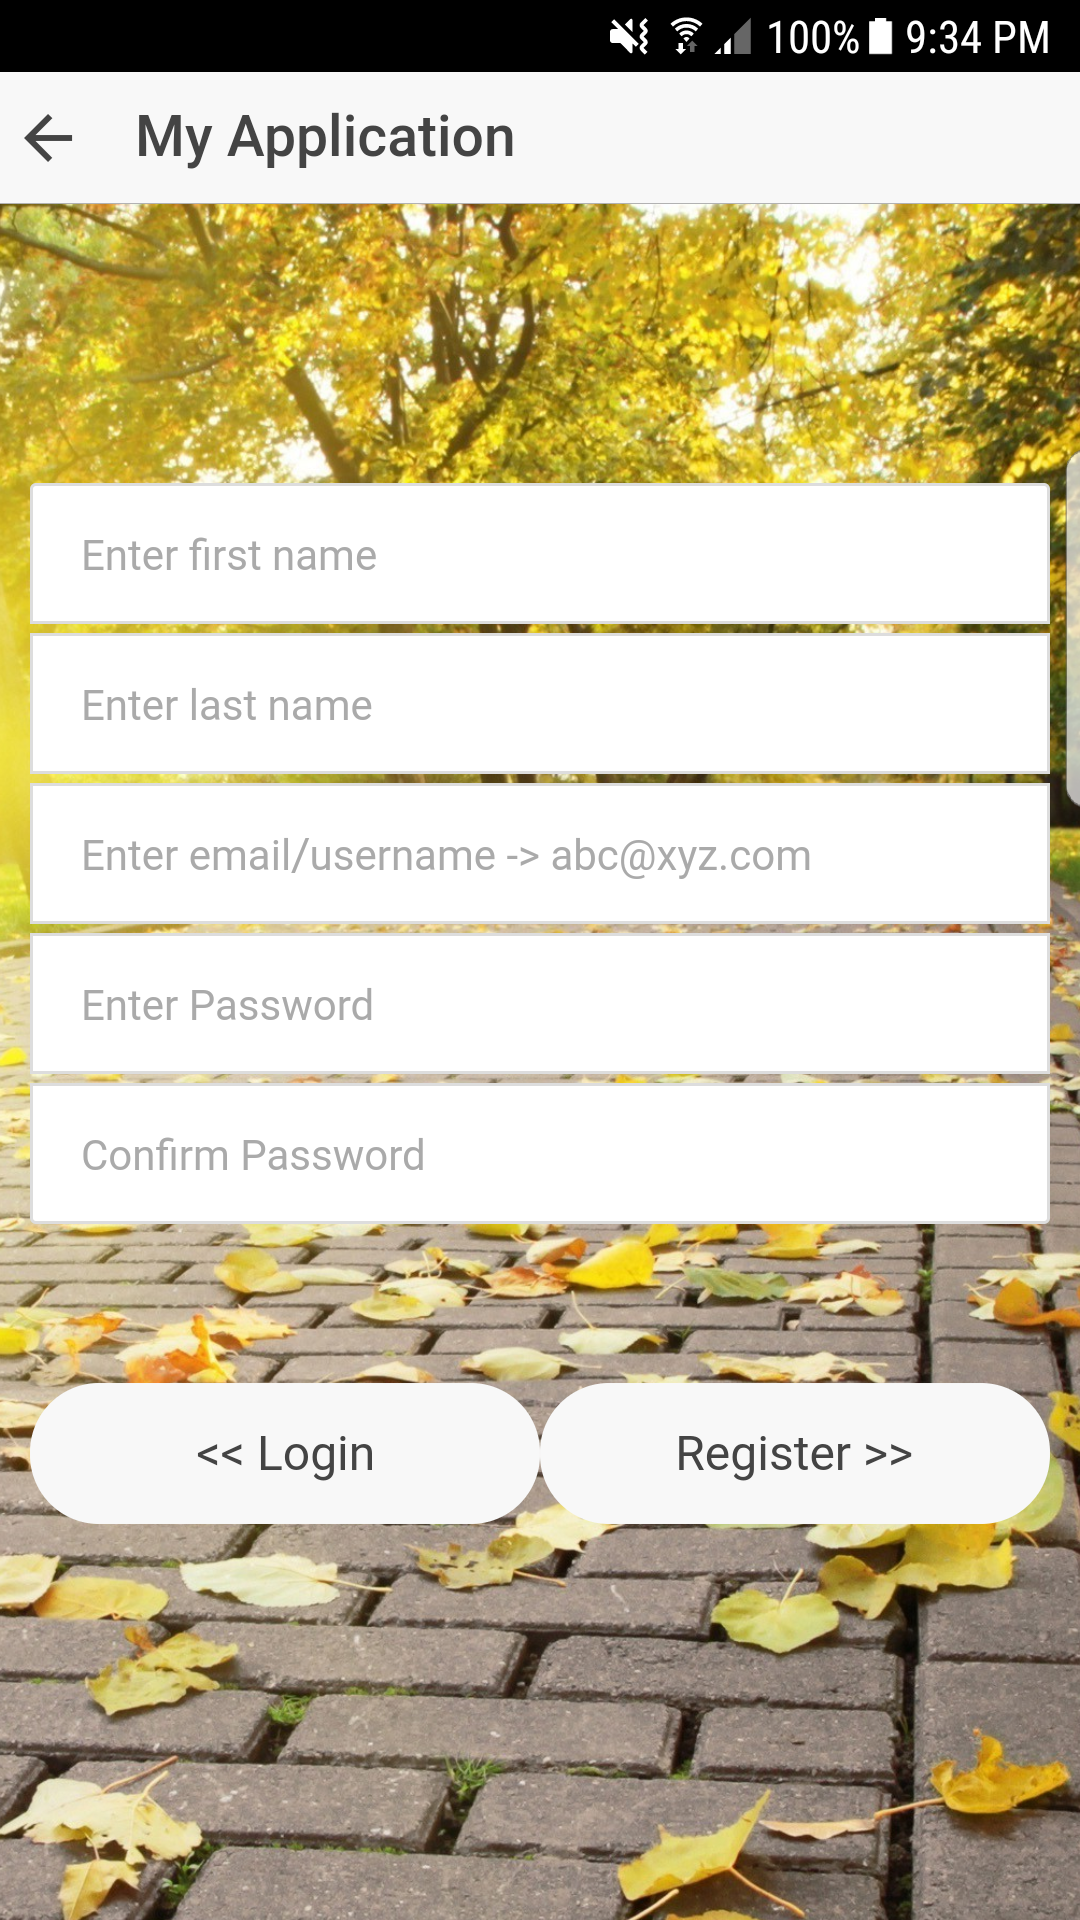 100% 9:34 PM
My Application
Enter first name
Enter last name
Enter email/username -> abc@xyz.com
Enter Password
Confirm Password
<< Login
Register >>